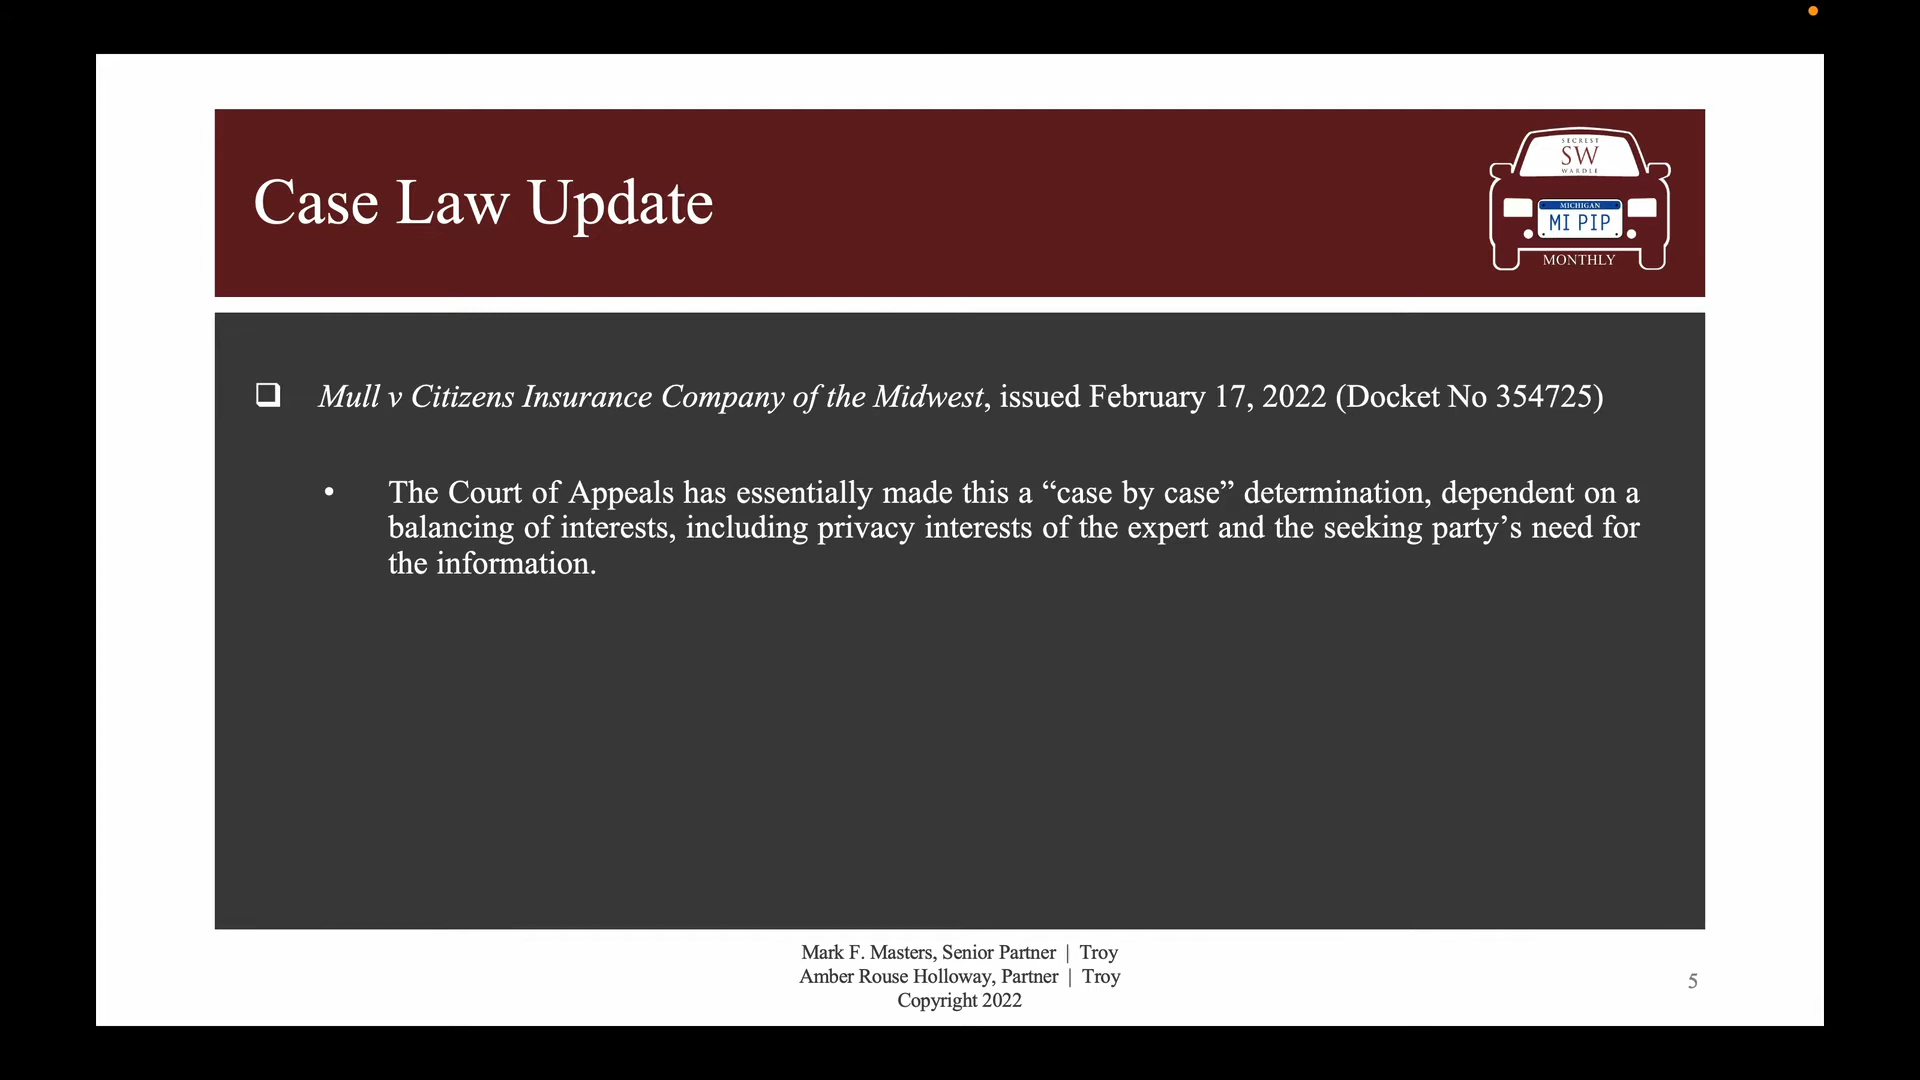 Case Law Update
SECREST
SW
WARDLE
MICHIGAN
MI PIP
MONTHLY
❑ Mull v Citizens Insurance Company of the Midwest, issued February 17, 2022 (Docket No 354725)
• The Court of Appeals has essentially made this a “case by case” determination, dependent on a
balancing of interests, including privacy interests of the expert and the seeking party’s need for
the information.
Mark F. Masters, Senior Partner | Troy
Amber Rouse Holloway, Partner | Troy
Copyright 2022
5